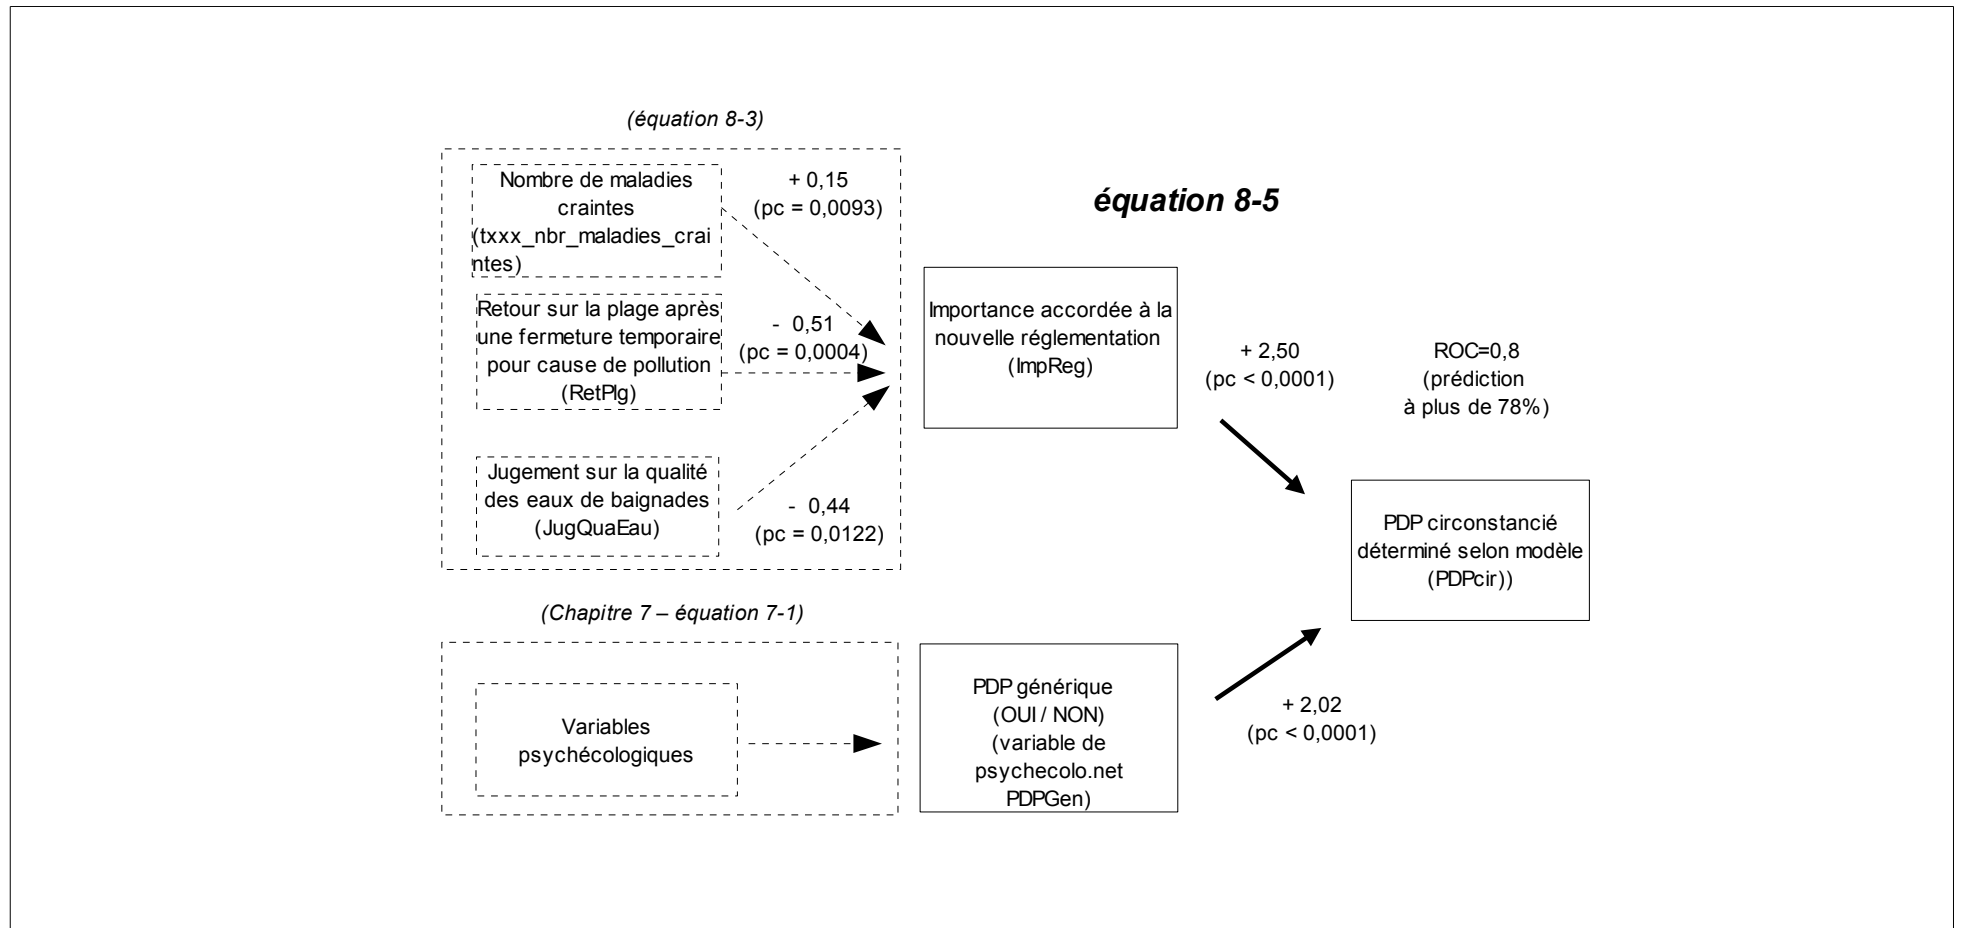 (équation 8-3)
Nombre de maladies
craintes
(txxx_nbr_maladies_crai
ntes)
+ 0,15
(pc = 0,0093)
équation 8-5
Retour sur la plage après
une fermeture temporaire
pour cause de pollution
(RetPlg)
- 0,51
(pc = 0,0004)
Importance accordée à la
nouvelle réglementation
(ImpReg)
+ 2,50
(pc < 0,0001)
ROC=0,8
(prédiction
à plus de 78%)
Jugement sur la qualité
des eaux de baignades
(JugQuaEau)
- 0,44
(pc = 0,0122)
PDP circonstancié
déterminé selon modèle
(PDPcir))
(Chapitre 7 – équation 7-1)
Variables
psychécologiques
PDP générique
(OUI / NON)
(variable de
psychecolo.net
PDPGen)
+ 2,02
(pc < 0,0001)